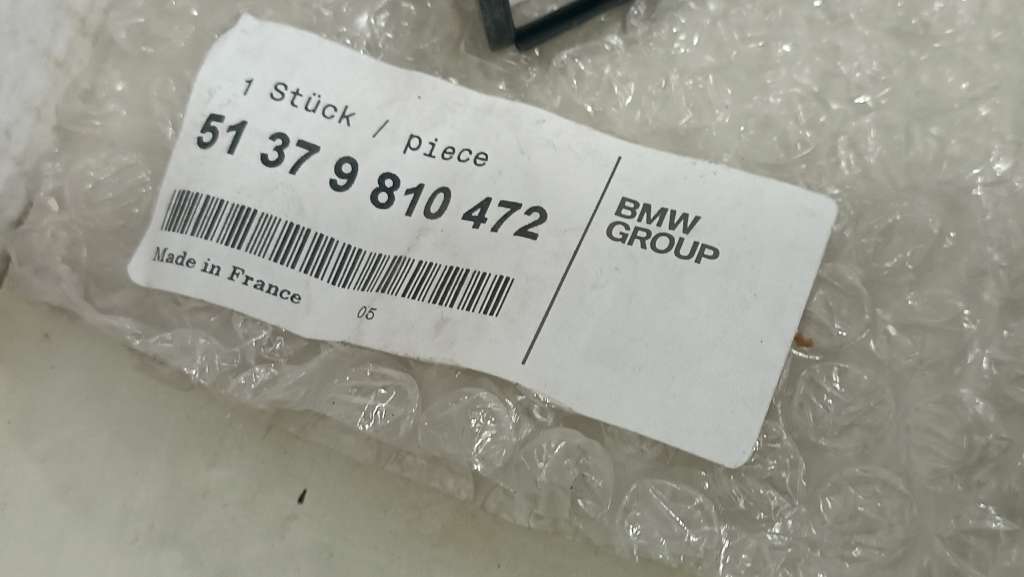 1 Stück / piece
51 37 9 810 472
Made in France
05
BMW
GROUP